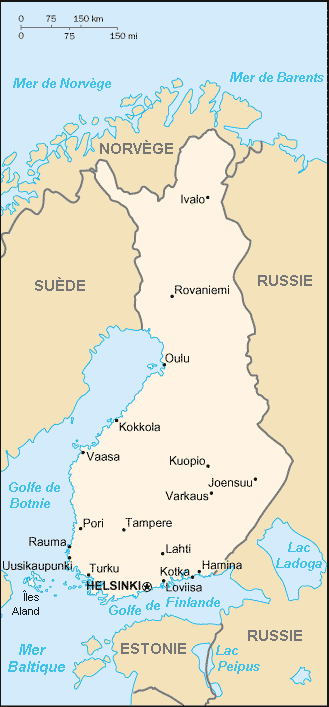 0 75 150 km
0 75 150 mi
Mer de Norvège
Mer de Barents
NORVÈGE
Ivalo
SUÈDE
RUSSIE
Rovaniemi
Oulu
Kokkola
Vaasa
Kuopio
Joensuu
Varkaus
Golfe de
Botnie
Pori
Tampere
Rauma
Lahti
Lac
Ladoga
Uusikaupunki
Turku
Kotka
Hamina
HELSINKI
Loviisa
Îles
Aland
Golfe de Finlande
Mer
Baltique
ESTONIE
Lac
Peipus
RUSSIE